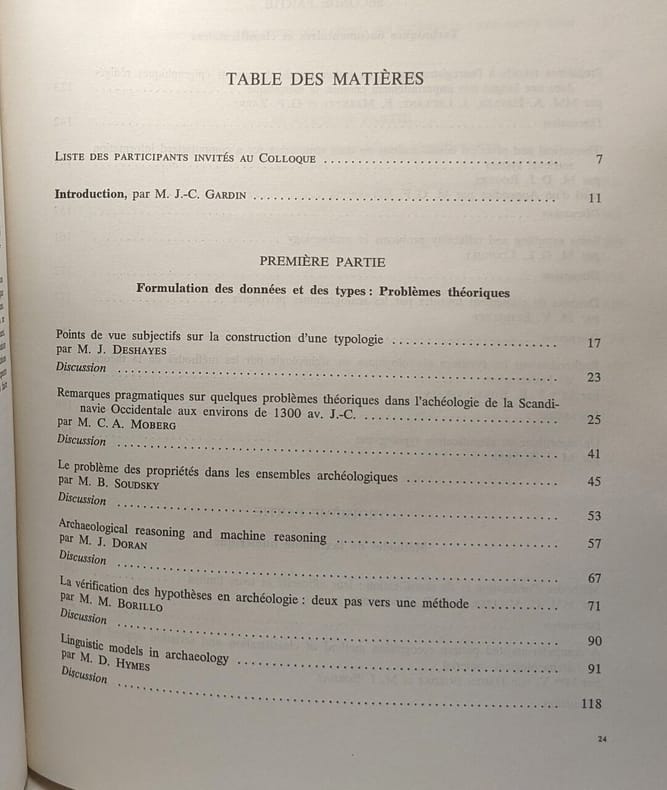 TABLE DES MATIÈRES
LISTE DES PARTICIPANTS INVITÉS AU COLLOQUE ........ 7
Introduction, par M. J.-C. GARDIN ........ 11
PREMIÈRE PARTIE
Formulation des données et des types : Problèmes théoriques
Points de vue subjectifs sur la construction d'une typologie ........ 17
par M. J. DESHAYES
Discussion ........ 23
Remarques pragmatiques sur quelques problèmes théoriques dans l'achéologie de la Scandi-
navie Occidentale aux environs de 1300 av. J.-C. ........ 25
par M. C. A. MOBERG
Discussion ........ 41
Le problème des propriétés dans les ensembles archéologiques ........ 45
par M. B. SOUDSKY
Discussion ........ 53
Archaeological reasoning and machine reasoning ........ 57
par M. J. DORAN
Discussion ........ 67
La vérification des hypothèses en archéologie : deux pas vers une méthode ........ 71
par M. M. BORILLO
Discussion ........ 90
Linguistic models in archaeology ........ 91
par M. D. HYMES
Discussion ........ 118
24